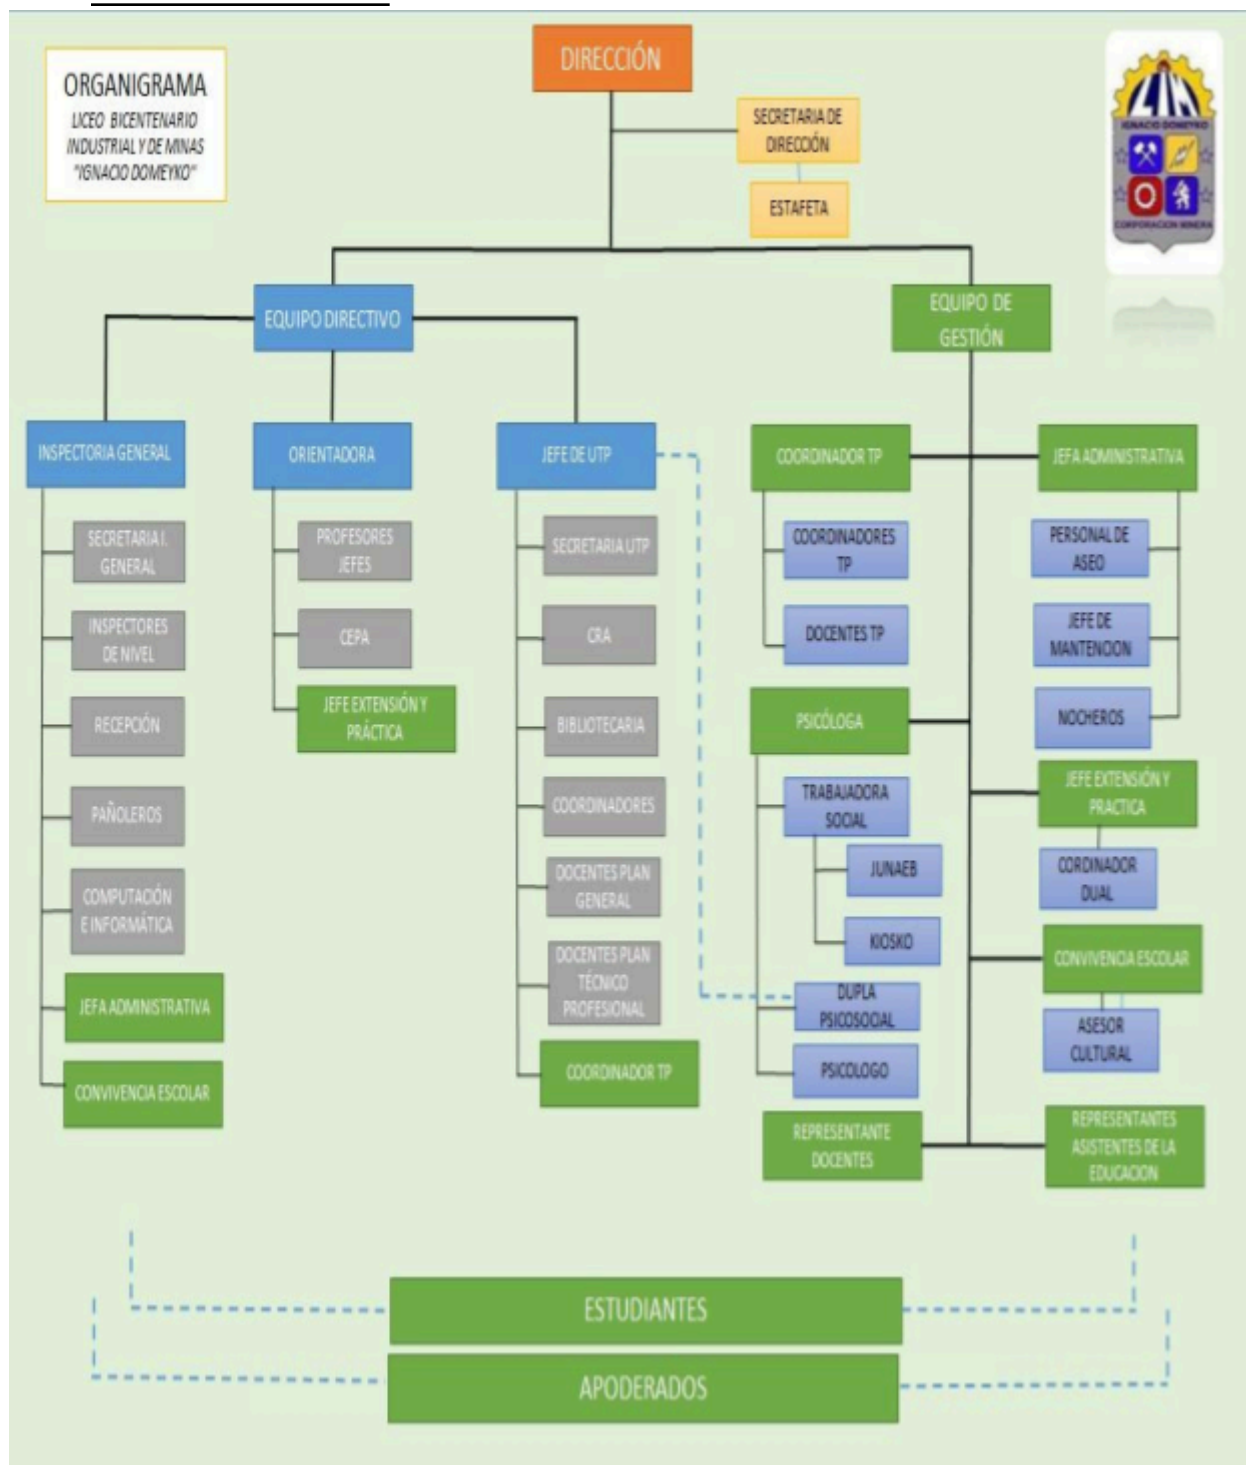 DIRECCIÓN
ORGANIGRAMA
LICEO BICENTENARIO
INDUSTRIAL Y DE MINAS
"IGNACIO DOMEYKO"
SECRETARIA DE
DIRECCIÓN
ESTAFETA
LIM
IGNACIO DOMEYKO
CORPORACION MINERA
EQUIPO DIRECTIVO
EQUIPO DE
GESTIÓN
INSPECTORIA GENERAL
SECRETARIA I.
GENERAL
INSPECTORES
DE NIVEL
RECEPCIÓN
PAÑOLEROS
COMPUTACIÓN
E INFORMÁTICA
JEFA ADMINISTRATIVA
CONVIVENCIA ESCOLAR
ORIENTADORA
PROFESORES
JEFES
CEPA
JEFE EXTENSIÓN Y
PRÁCTICA
JEFE DE UTP
SECRETARIA UTP
CRA
BIBLIOTECARIA
COORDINADORES
DOCENTES PLAN
GENERAL
DOCENTES PLAN
TÉCNICO
PROFESIONAL
COORDINADOR TP
COORDINADOR TP
COORDINADORES
TP
DOCENTES TP
PSICÓLOGA
TRABAJADORA
SOCIAL
JUNAEB
KIOSKO
DUPLA
PSICOSOCIAL
PSICOLOGO
REPRESENTANTE
DOCENTES
JEFA ADMINISTRATIVA
PERSONAL DE
ASEO
JEFE DE
MANTENCION
NOCHEROS
JEFE EXTENSIÓN Y
PRACTICA
CORDINADOR
DUAL
CONVIVENCIA ESCOLAR
ASESOR
CULTURAL
REPRESENTANTES
ASISTENTES DE LA
EDUCACION
ESTUDIANTES
APODERADOS